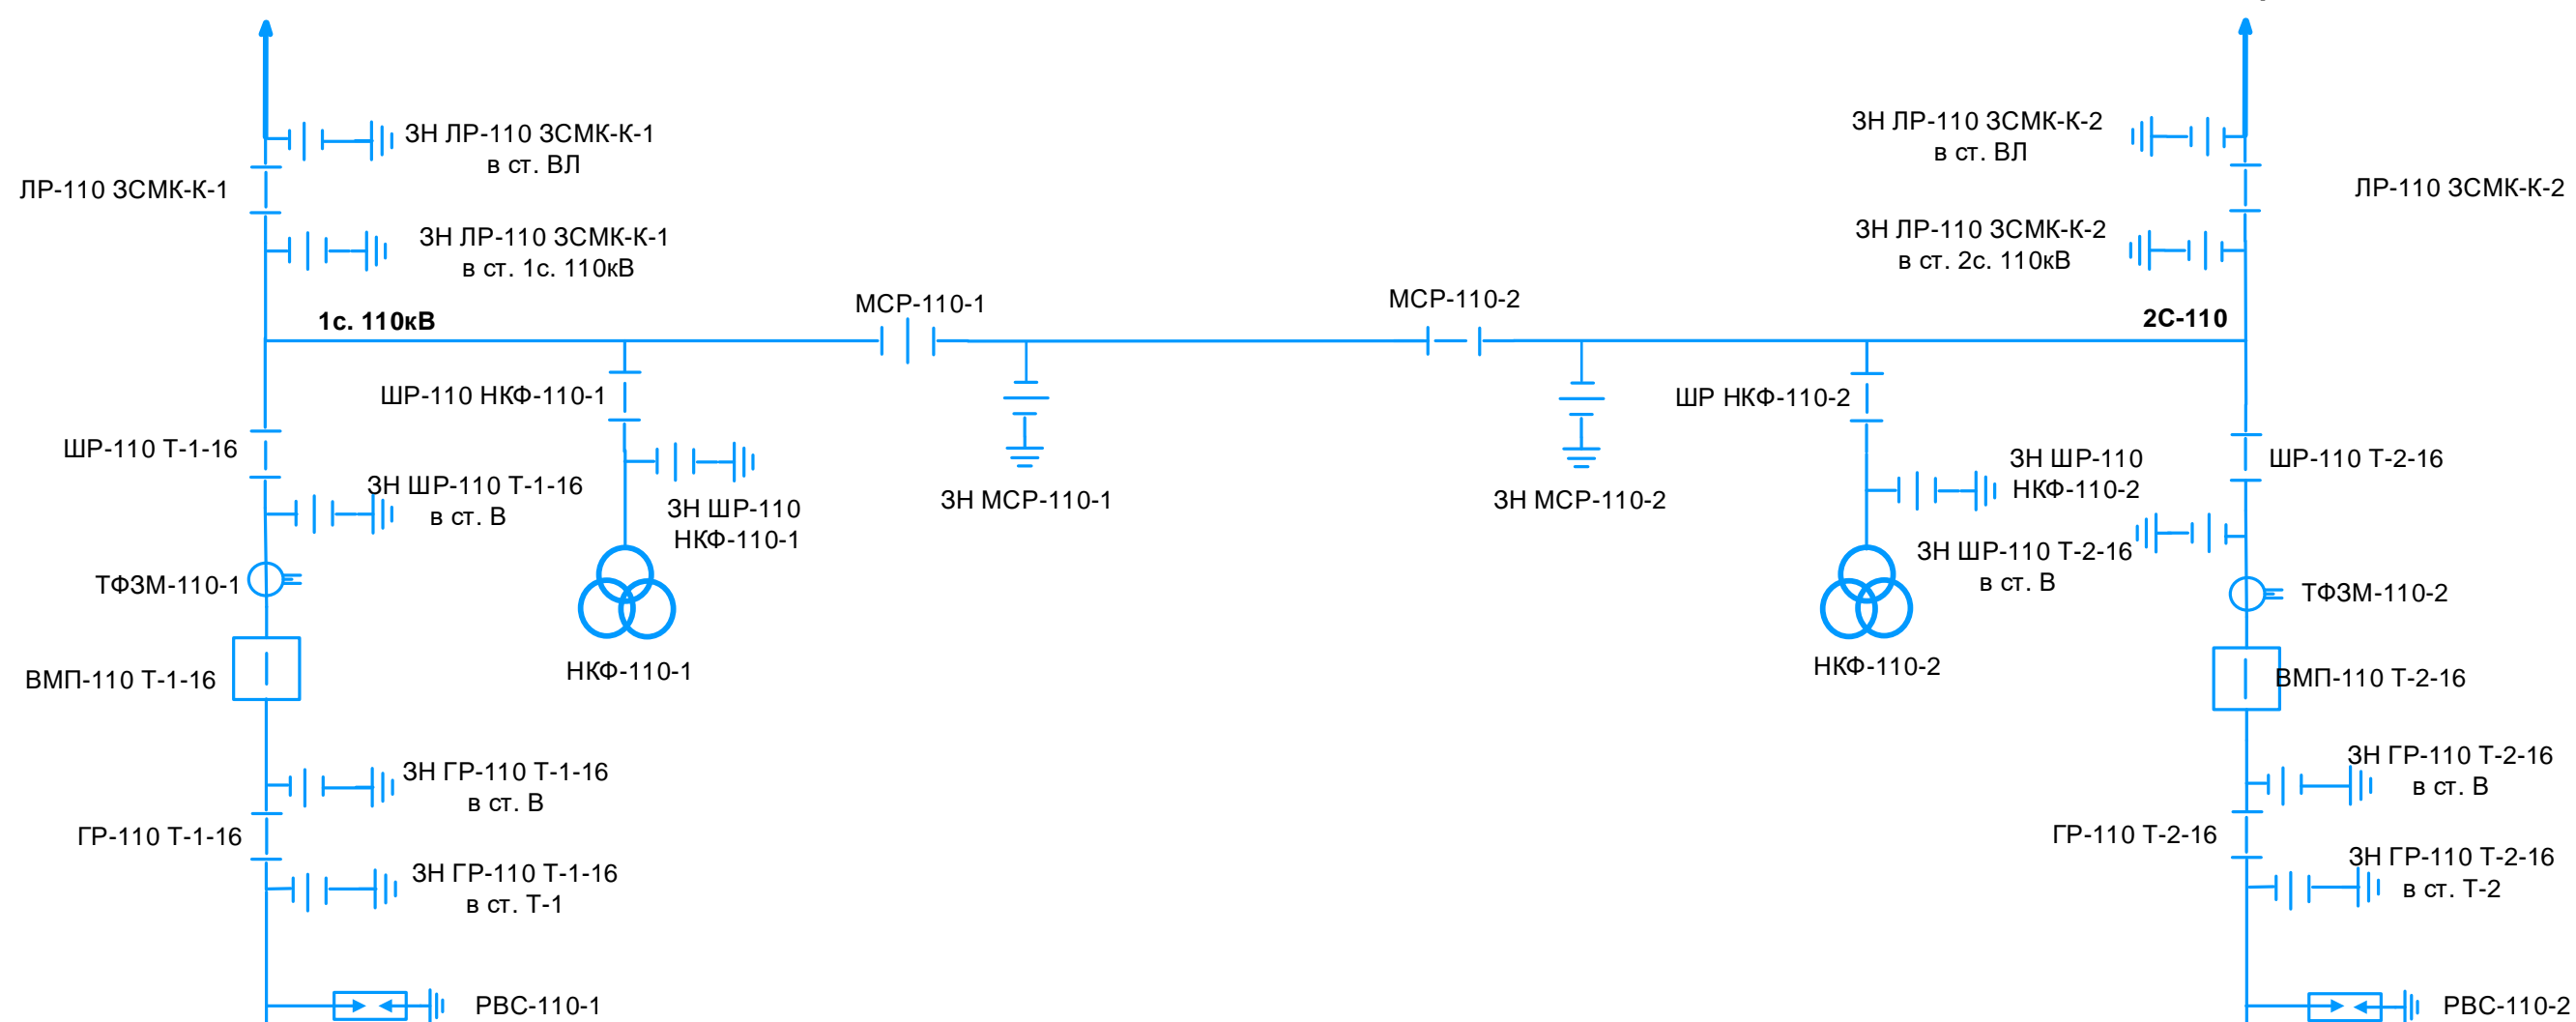 ЗН ЛР-110 ЗСМК-К-1
в ст. ВЛ
ЛР-110 ЗСМК-К-1
ЗН ЛР-110 ЗСМК-К-1
в ст. 1с. 110кВ
1с. 110кВ
МСР-110-1
МСР-110-2
ЗН ЛР-110 ЗСМК-К-2
в ст. ВЛ
ЛР-110 ЗСМК-К-2
ЗН ЛР-110 ЗСМК-К-2
в ст. 2с. 110кВ
2С-110
ШР-110 НКФ-110-1
ШР НКФ-110-2
ШР-110 Т-1-16
ЗН ШР-110 Т-1-16
в ст. В
ЗН ШР-110
НКФ-110-1
ЗН МСР-110-1
ЗН МСР-110-2
ЗН ШР-110
НКФ-110-2
ШР-110 Т-2-16
ЗН ШР-110 Т-2-16
в ст. В
ТФЗМ-110-1
ТФЗМ-110-2
НКФ-110-1
НКФ-110-2
ВМП-110 Т-1-16
ВМП-110 Т-2-16
ЗН ГР-110 Т-1-16
в ст. В
ЗН ГР-110 Т-2-16
в ст. В
ГР-110 Т-1-16
ГР-110 Т-2-16
ЗН ГР-110 Т-1-16
в ст. Т-1
ЗН ГР-110 Т-2-16
в ст. Т-2
РВС-110-1
РВС-110-2